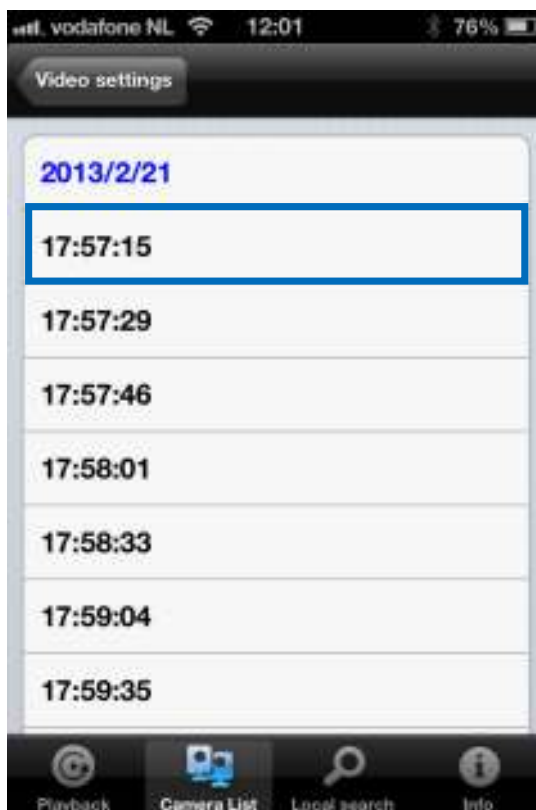 vodafone NL 12:01 76%
Video settings
2013/2/21
17:57:15
17:57:29
17:57:46
17:58:01
17:58:33
17:59:04
17:59:35
Playback Camera List Local search Info